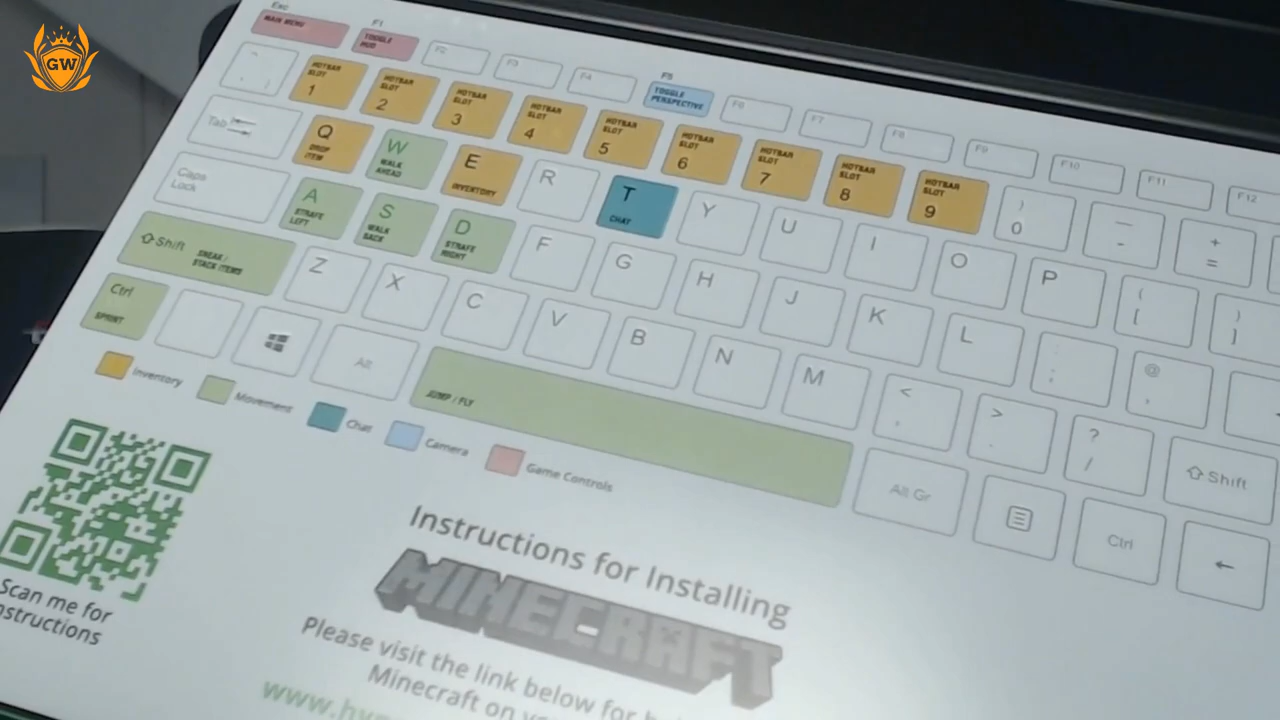 GW
Esc
MAIN MENU
F1
TOGGLE
HUD
F2
F3
F4
F5
TOGGLE
PERSPECTIVE
F6
F7
F8
F9
F10
F11
F12
HOTBAR
SLOT
1
HOTBAR
SLOT
2
HOTBAR
SLOT
3
HOTBAR
SLOT
4
HOTBAR
SLOT
5
HOTBAR
SLOT
6
HOTBAR
SLOT
7
HOTBAR
SLOT
8
HOTBAR
SLOT
9
)
0
—
-
+
=
Tab
Q
DROP
ITEM
W
WALK
AHEAD
E
INVENTORY
R
T
CHAT
Y
U
I
O
P
{
[
}
]
Caps
Lock
A
STRAFE
LEFT
S
WALK
BACK
D
STRAFE
RIGHT
F
G
H
J
K
L
:
;
@
,
Shift
SNEAK /
STACK ITEMS
Z
X
C
V
B
N
M
<
,
>
.
?
/
Shift
Ctrl
SPRINT
Alt
JUMP / FLY
Alt Gr
Ctrl
←
Inventory
Movement
Chat
Camera
Game Controls
Scan me for
Instructions for Installing
MINECRAFT
Please visit the link below for
Minecraft on